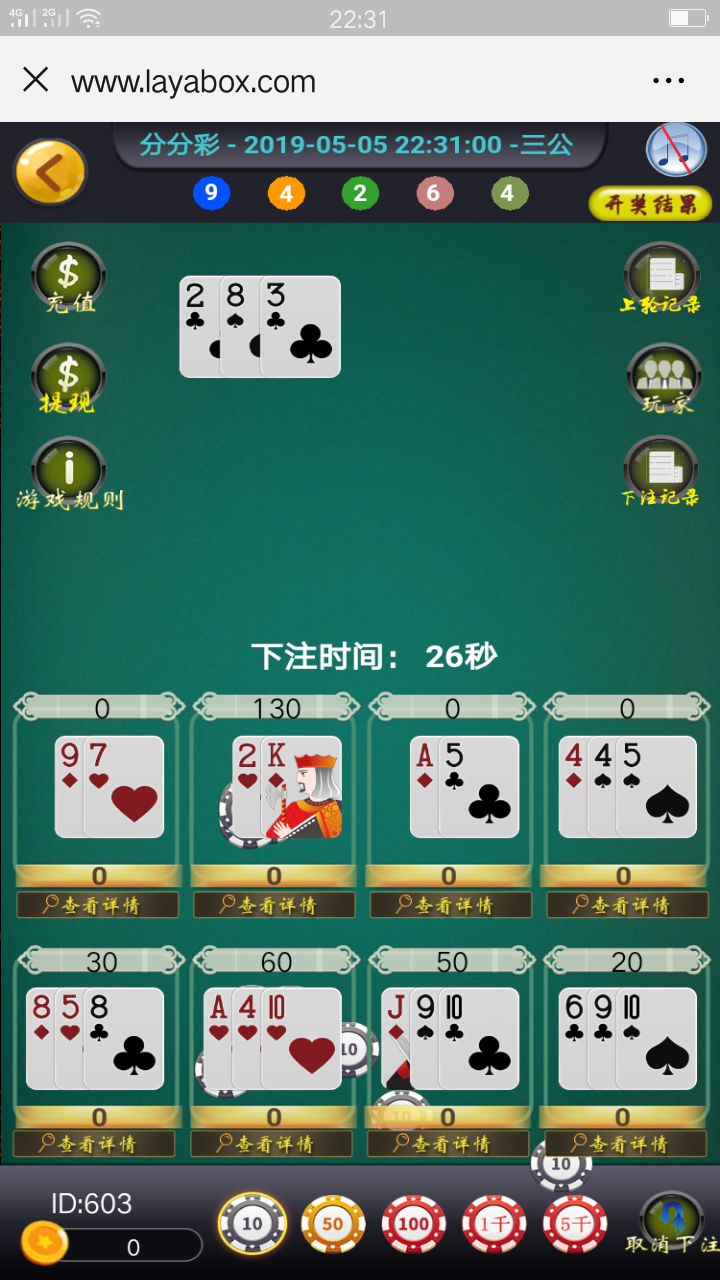 4G 2G 22:31
www.layabox.com
分分彩 - 2019-05-05 22:31:00 -三公
9 4 2 6 4
开奖结果
充值
2 8 3
上轮记录
提现
玩家
游戏规则
下注记录
下注时间： 26秒
0 130 0 0
9 7
2 K
A 5
4 4 5
0 0 0 0
查看详情 查看详情 查看详情 查看详情
30 60 50 20
8 5 8
A 4 10
J 9 10
6 9 10
10
10
0 0 0 0
查看详情 查看详情 查看详情 查看详情
10
ID:603
0
10 50 100 1千 5千
取消下注